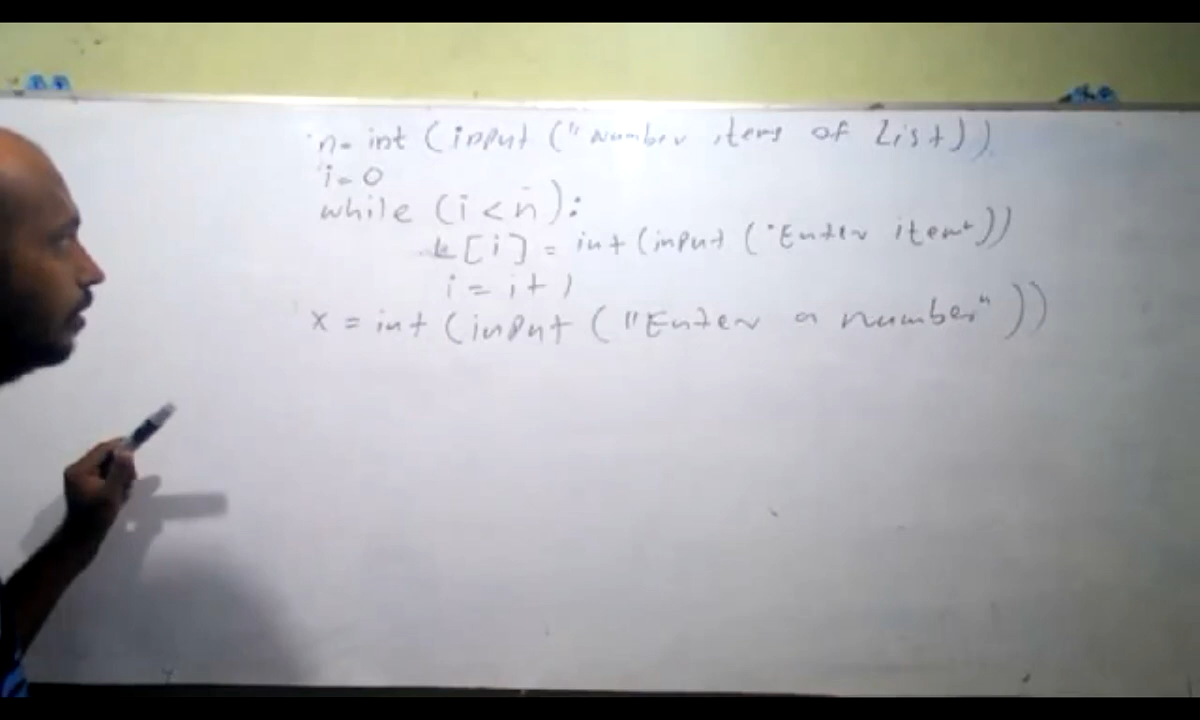 n= int (input ("Number items of List))
i=0
while (i<n):
k[i] = int(input ("Enter item"))
i = i+1
x = int (input ("Enter a number"))